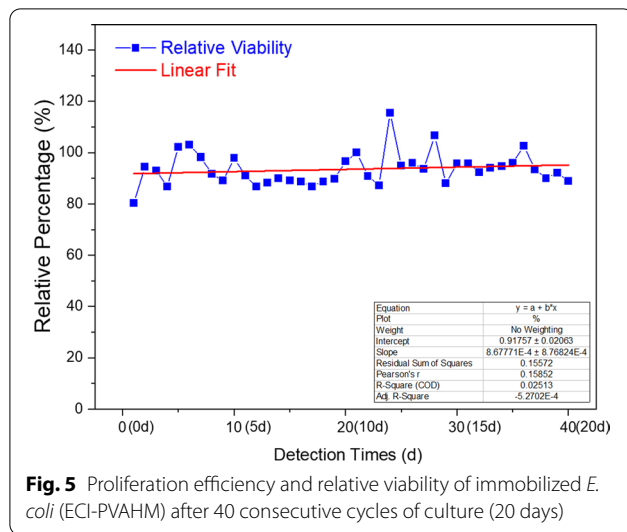 Relative Viability
Linear Fit
Relative Percentage (%)
140
120
100
80
60
40
20
0
Equation y = a + b*x
Plot %
Weight No Weighting
Intercept 0.91757 ± 0.02063
Slope 8.67771E-4 ± 8.76824E-4
Residual Sum of Squares 0.15572
Pearson's r 0.15852
R-Square (COD) 0.02513
Adj. R-Square -5.2702E-4
0 (0d) 10 (5d) 20 (10d) 30 (15d) 40 (20d)
Detection Times (d)
Fig. 5 Proliferation efficiency and relative viability of immobilized E.
coli (ECI-PVAHM) after 40 consecutive cycles of culture (20 days)